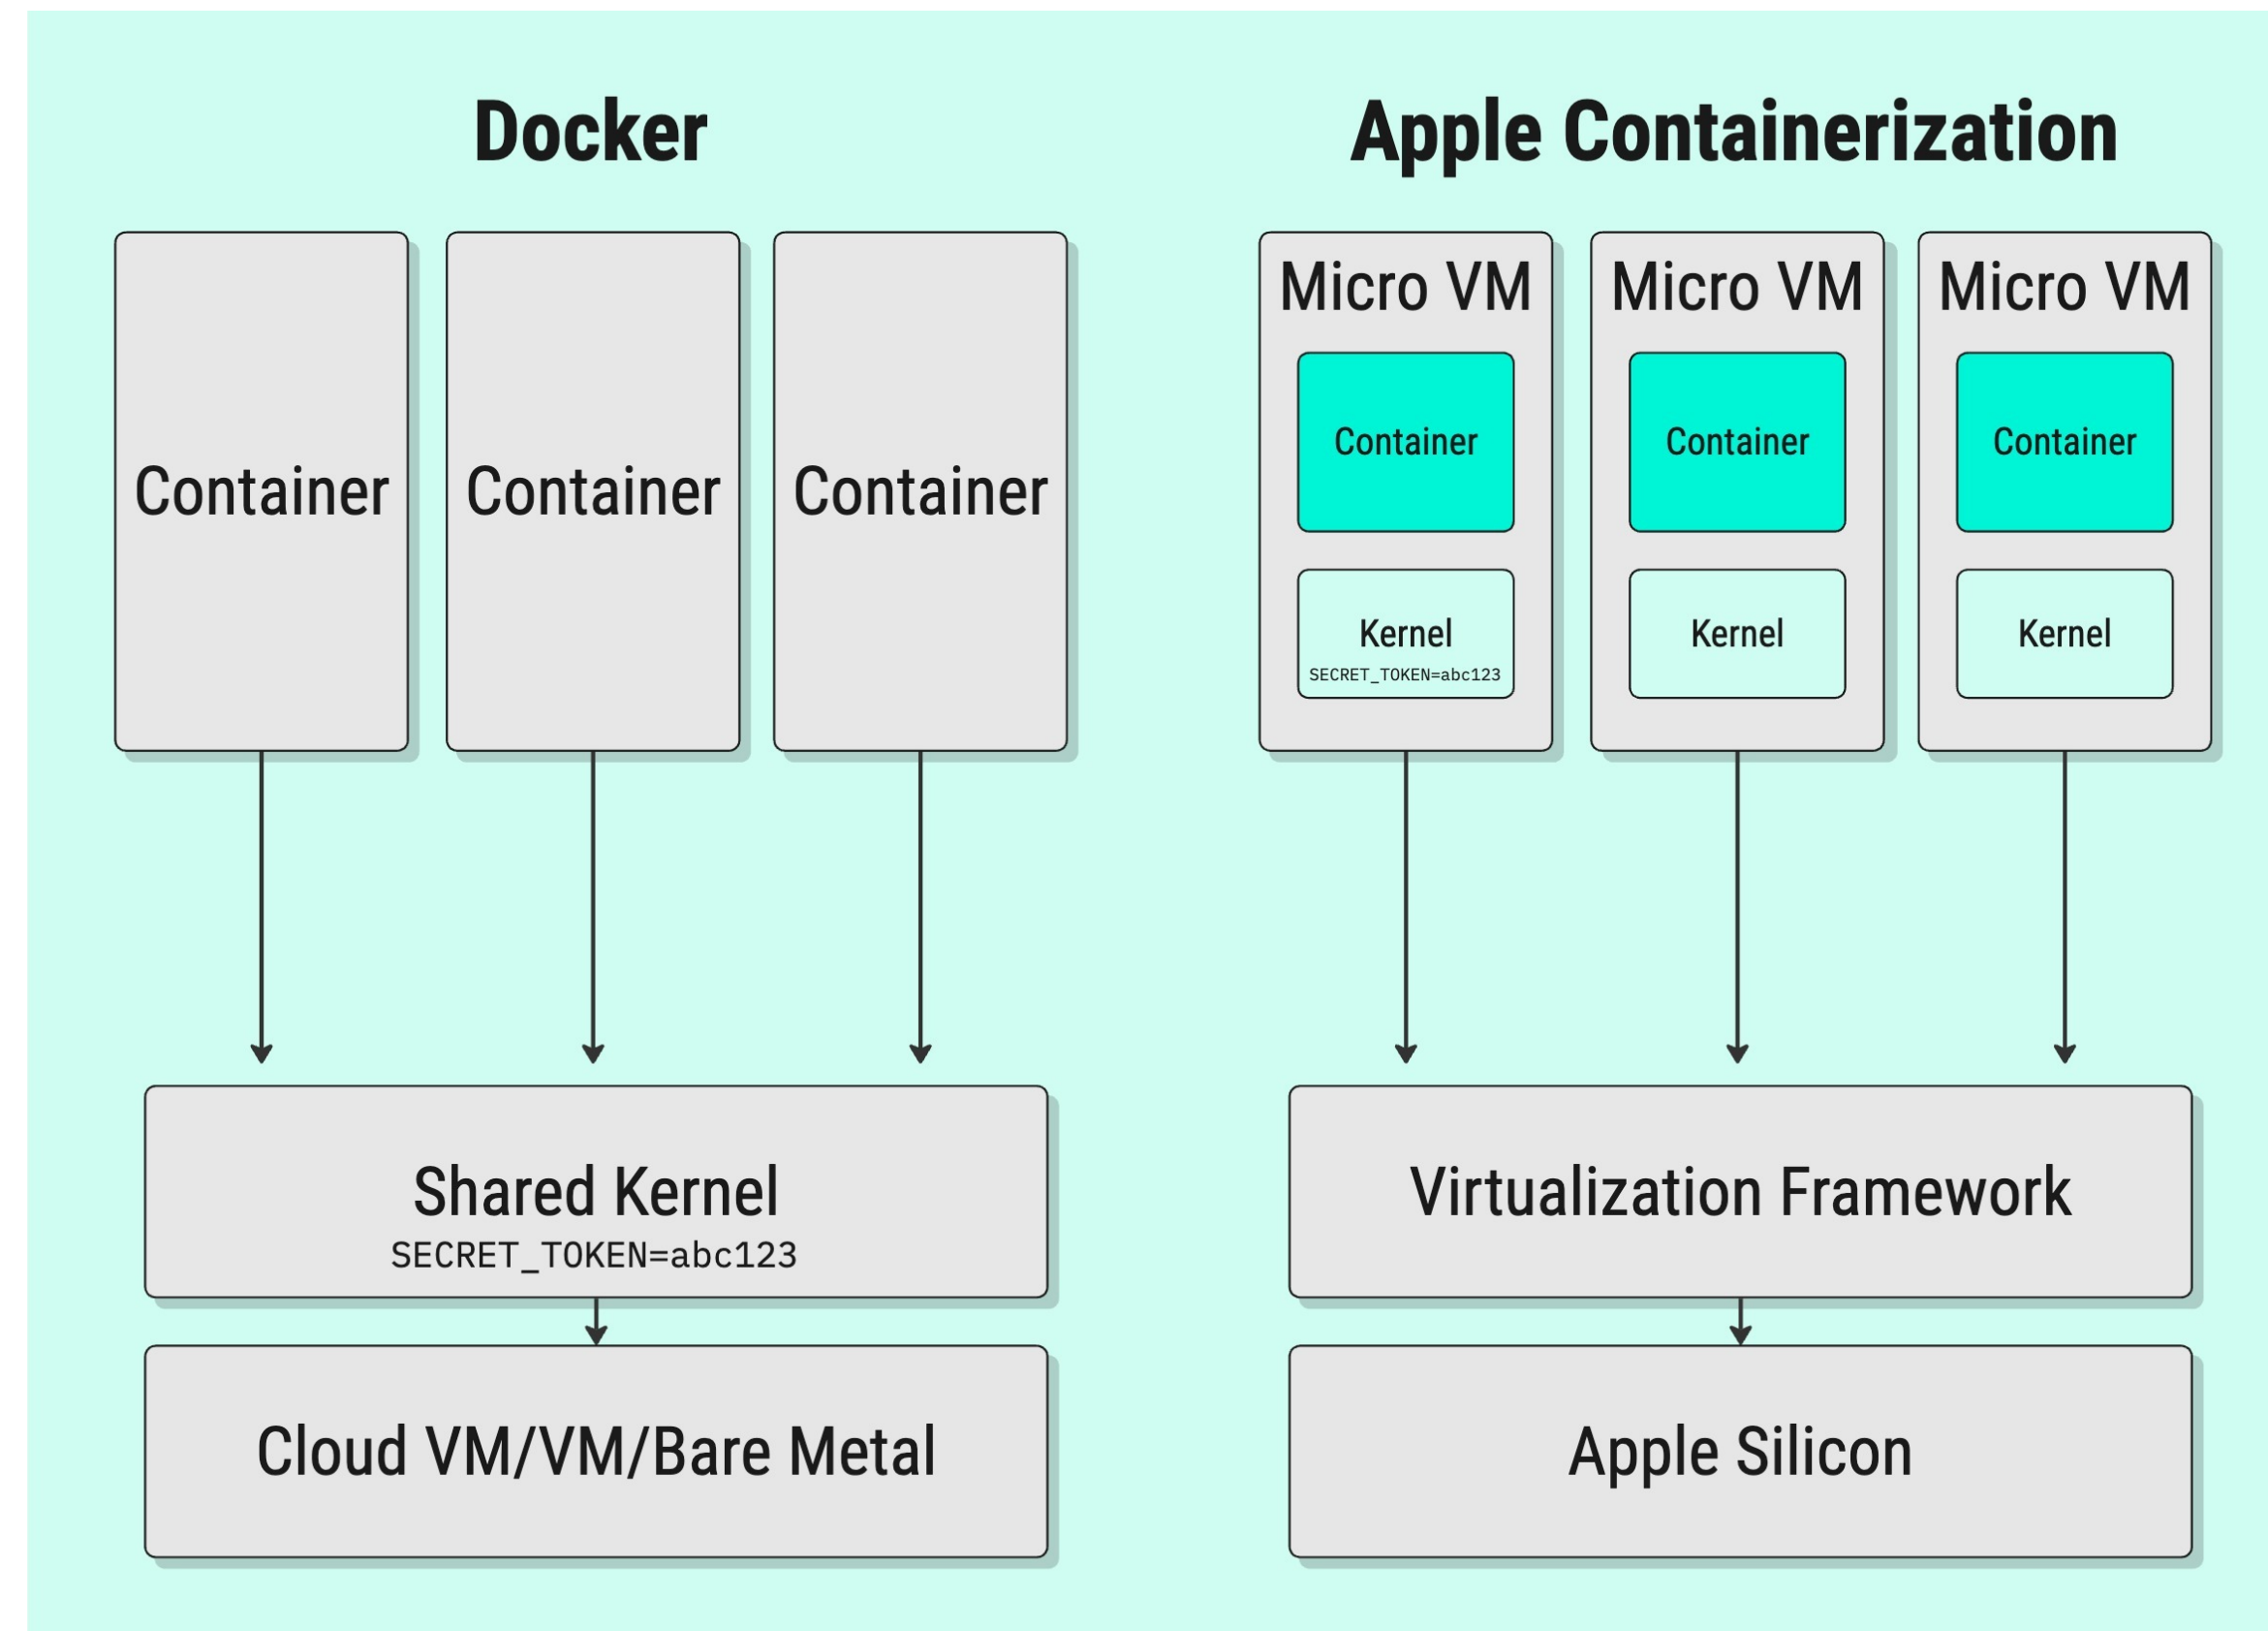 Docker
Container
Container
Container
Shared Kernel
SECRET_TOKEN=abc123
Cloud VM/VM/Bare Metal
Apple Containerization
Micro VM
Container
Kernel
SECRET_TOKEN=abc123
Micro VM
Container
Kernel
Micro VM
Container
Kernel
Virtualization Framework
Apple Silicon